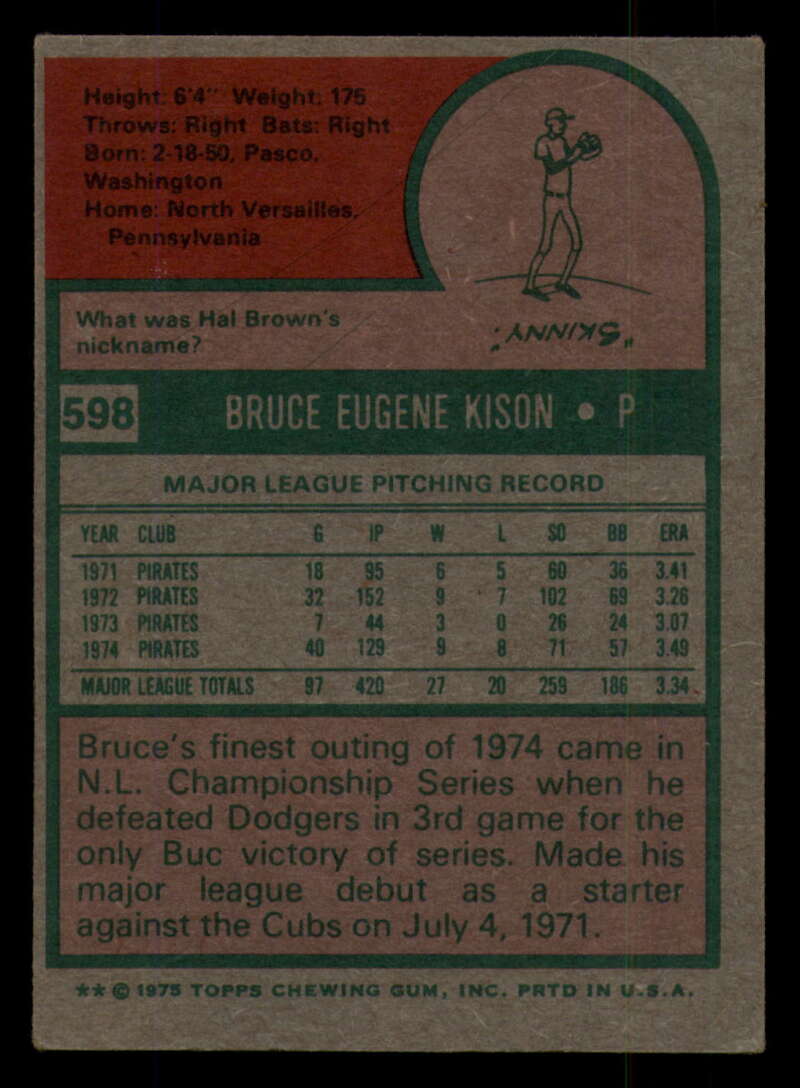 Height: 6'4" Weight: 175
Throws: Right Bats: Right
Born: 2-18-50, Pasco,
Washington
Home: North Versailles,
Pennsylvania
What was Hal Brown's
nickname?
"SKINNY."
598 BRUCE EUGENE KISON • P
MAJOR LEAGUE PITCHING RECORD
YEAR CLUB G IP W L SO BB ERA
1971 PIRATES 18 95 6 5 60 36 3.41
1972 PIRATES 32 152 9 7 102 69 3.26
1973 PIRATES 7 44 3 0 26 24 3.07
1974 PIRATES 40 129 9 8 71 57 3.49
MAJOR LEAGUE TOTALS 97 420 27 20 259 186 3.34
Bruce's finest outing of 1974 came in
N.L. Championship Series when he
defeated Dodgers in 3rd game for the
only Buc victory of series. Made his
major league debut as a starter
against the Cubs on July 4, 1971.
**© 1975 TOPPS CHEWING GUM, INC. PRTD IN U.S.A.